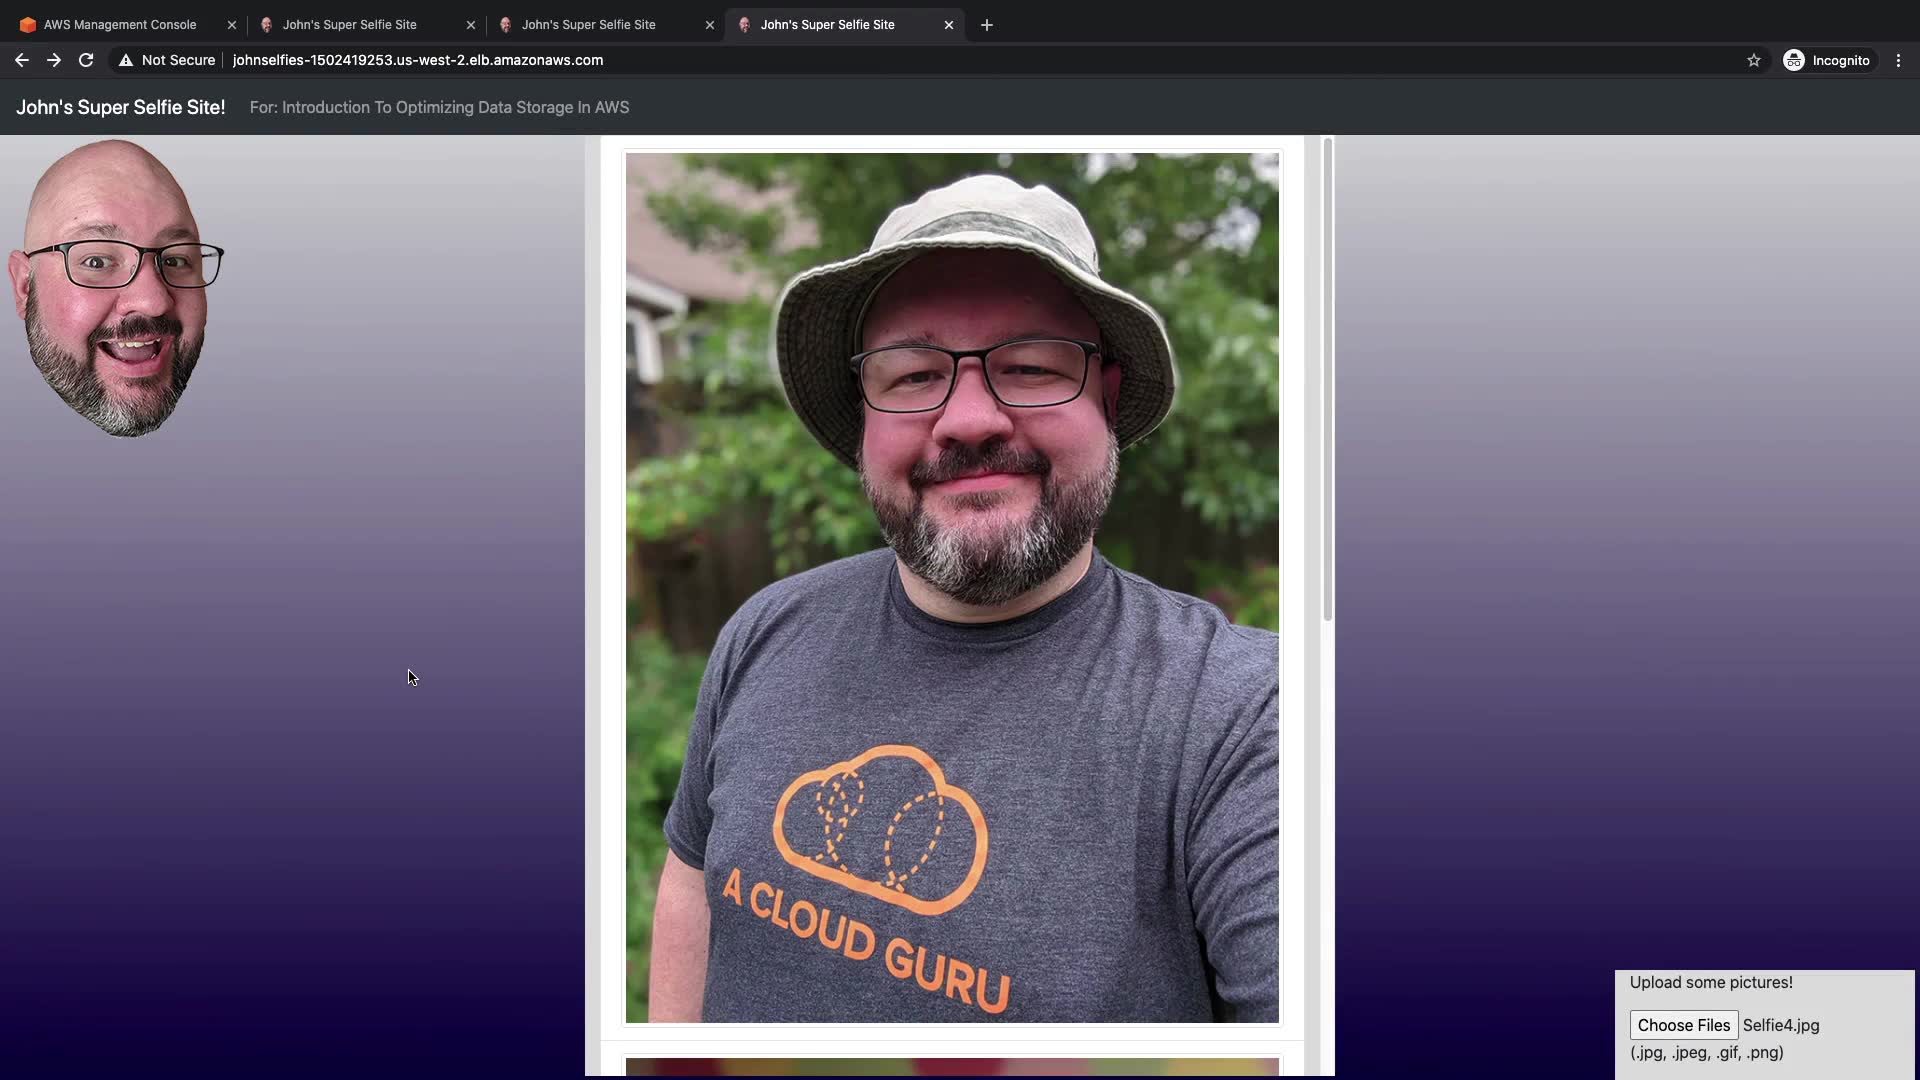 AWS Management Console
John's Super Selfie Site
John's Super Selfie Site
John's Super Selfie Site
Not Secure
johnselfies-1502419253.us-west-2.elb.amazonaws.com
Incognito
John's Super Selfie Site!
For: Introduction To Optimizing Data Storage In AWS
A CLOUD GURU
Upload some pictures!
Choose Files Selfie4.jpg
(.jpg, .jpeg, .gif, .png)